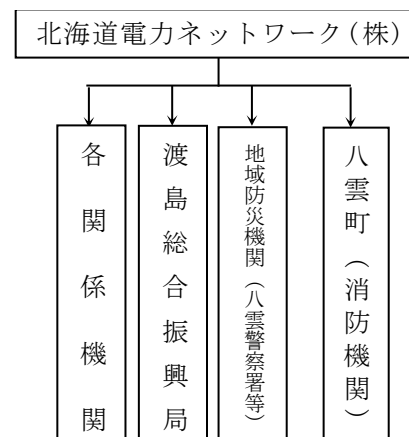 北海道電力ネットワーク(株)
各関係機関
渡島総合振興局
地域防災機関(八雲警察署等)
八雲町(消防機関)